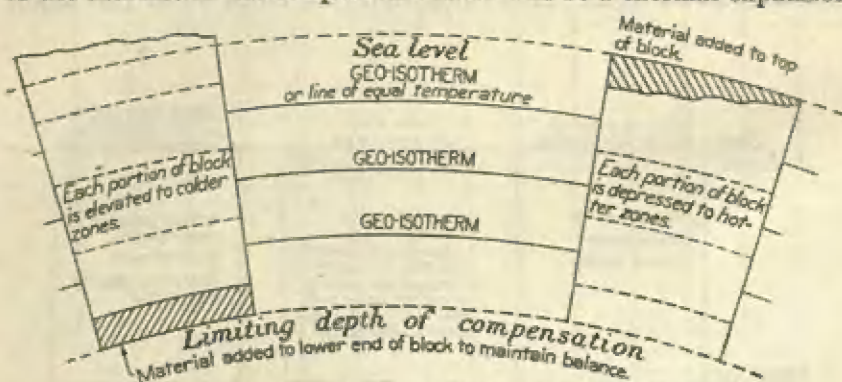 Sea level
GEO-ISOTHERM
or line of equal temperature
GEO-ISOTHERM
GEO-ISOTHERM
Each portion of block
is elevated to colder
zones.
Material added to top
of block.
Each portion of block
is depressed to hot-
ter zones.
Limiting depth of compensation
Material added to lower end of block to maintain balance.